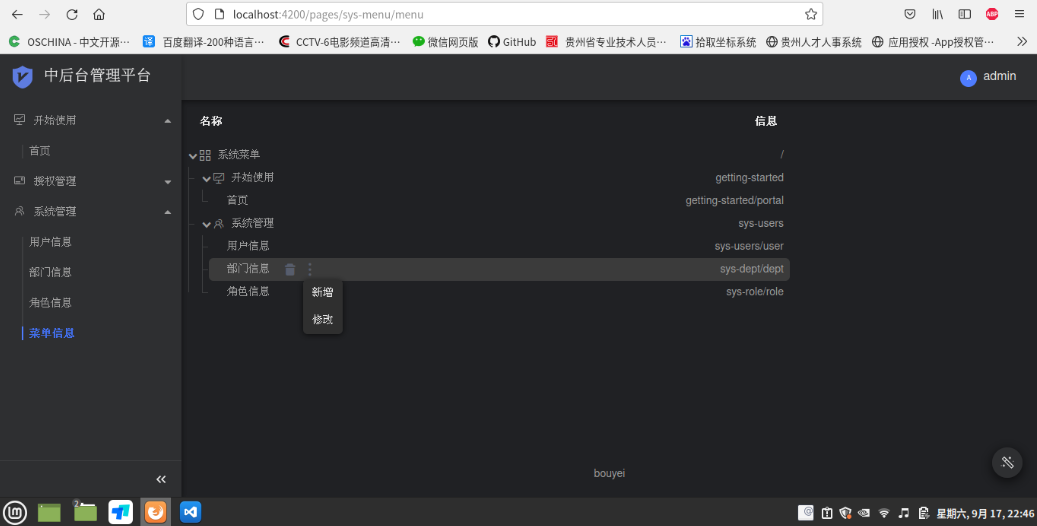 localhost:4200/pages/sys-menu/menu
ABP
OSCHINA - 中文开源… 百度翻译-200种语言… CCTV-6电影频道高清… 微信网页版 GitHub 贵州省专业技术人员… 拾取坐标系统 贵州人才人事系统 应用授权 -App授权管…
中后台管理平台
A admin
开始使用
首页
授权管理
系统管理
用户信息
部门信息
角色信息
菜单信息
名称 信息
系统菜单 /
开始使用 getting-started
首页 getting-started/portal
系统管理 sys-users
用户信息 sys-users/user
部门信息 sys-dept/dept
角色信息 sys-role/role
新增
修改
bouyei
2
星期六, 9月 17, 22:46